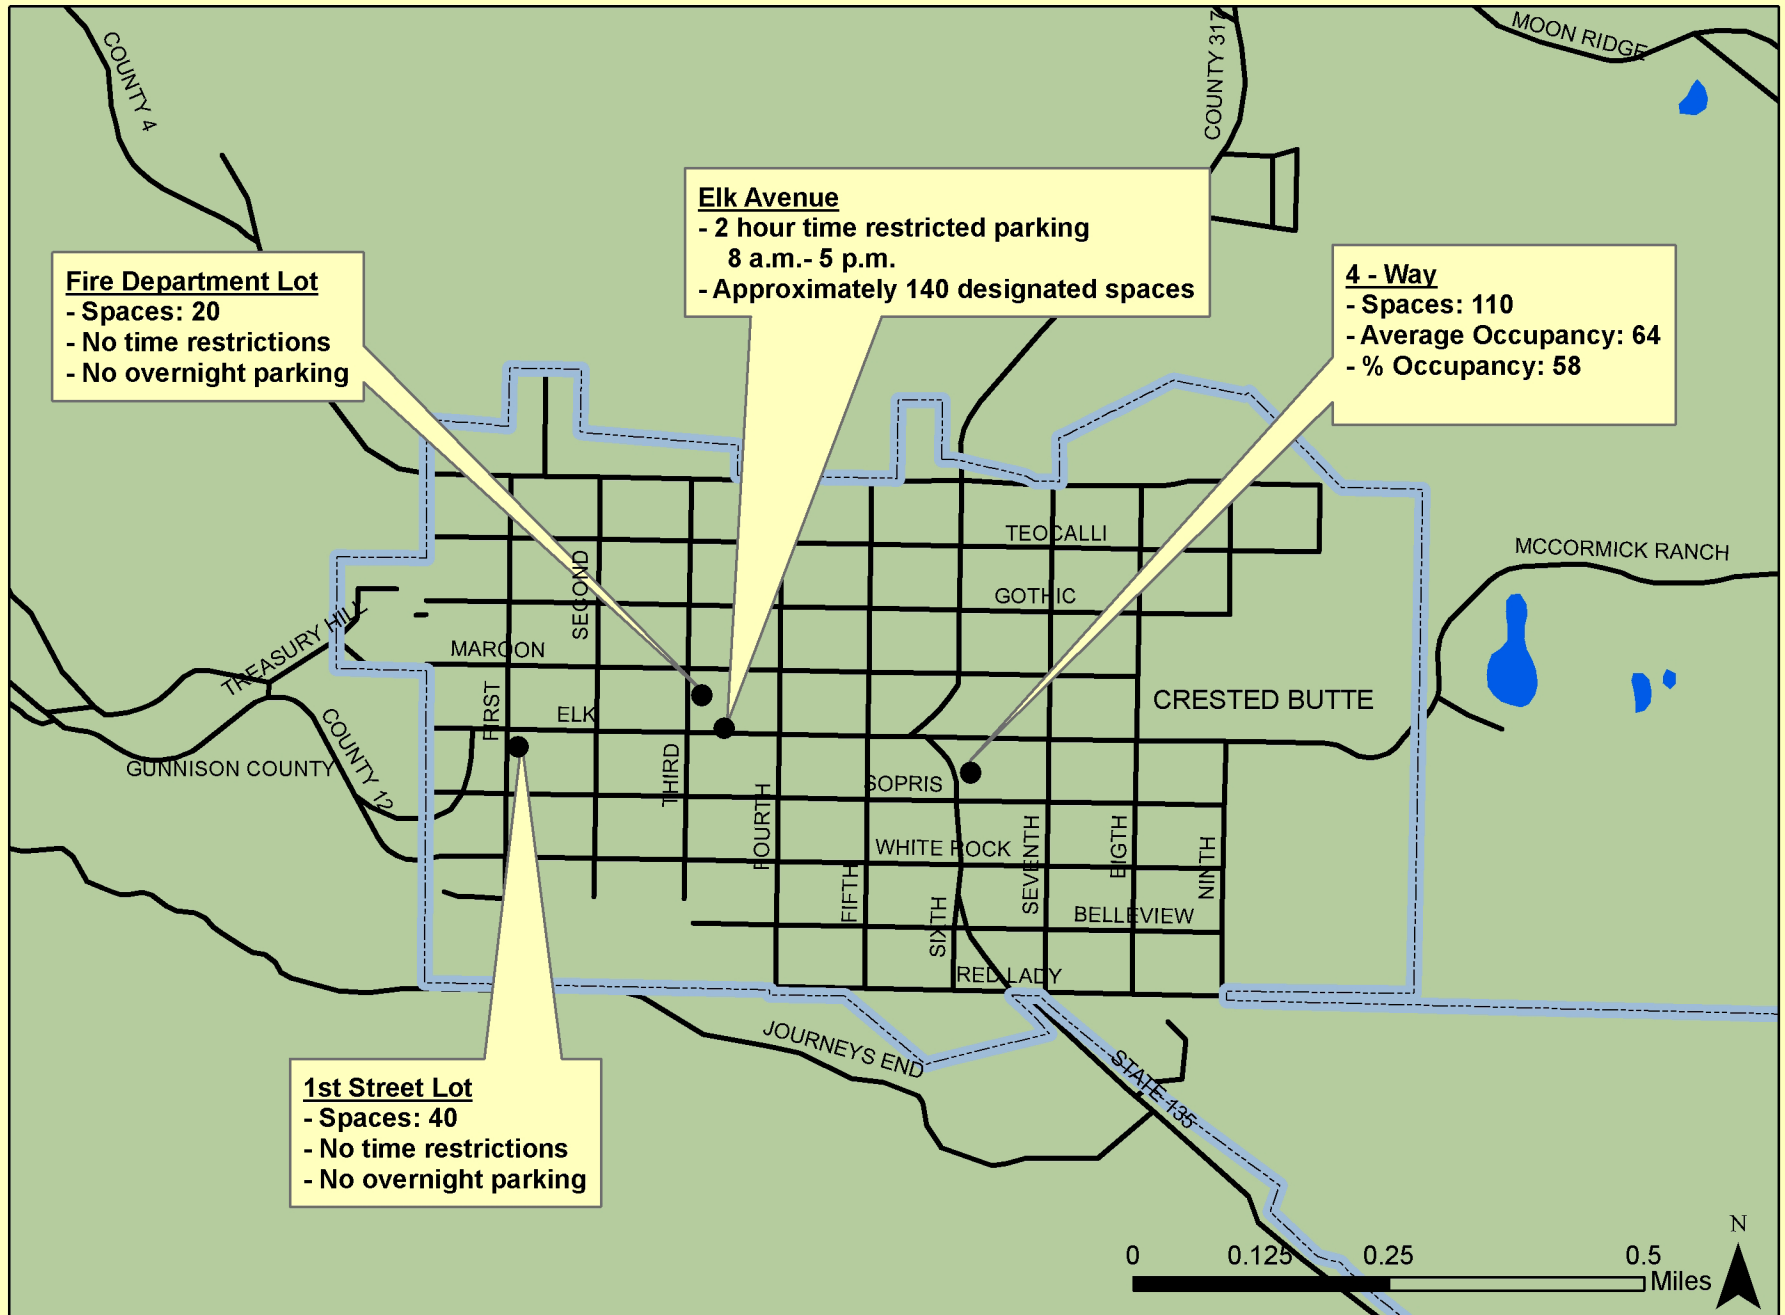 COUNTY 4
COUNTY 317
MOON RIDGE
Elk Avenue
- 2 hour time restricted parking
8 a.m.- 5 p.m.
- Approximately 140 designated spaces
Fire Department Lot
- Spaces: 20
- No time restrictions
- No overnight parking
4 - Way
- Spaces: 110
- Average Occupancy: 64
- % Occupancy: 58
TEOCALLI
MCCORMICK RANCH
SECOND
GOTHIC
TREASURY HILL
MAROON
FIRST
ELK
CRESTED BUTTE
COUNTY 12
GUNNISON COUNTY
THIRD
SOPRIS
FOURTH
WHITE ROCK
SEVENTH
EIGTH
NINTH
FIFTH
SIXTH
BELLEVIEW
RED LADY
JOURNEYS END
STATE 135
1st Street Lot
- Spaces: 40
- No time restrictions
- No overnight parking
N
0 0.125 0.25 0.5
Miles